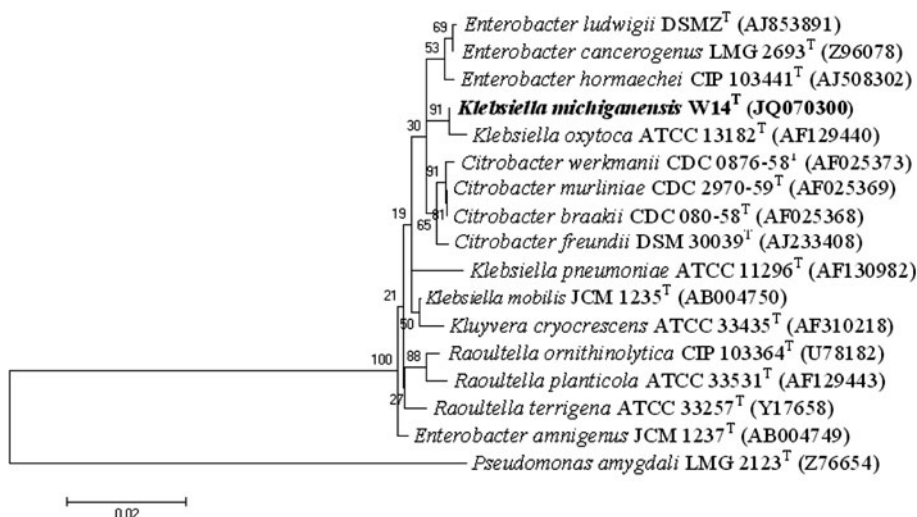 69
Enterobacter ludwigii DSMZᵀ (AJ853891)
53
Enterobacter cancerogenus LMG 2693ᵀ (Z96078)
Enterobacter hormaechei CIP 103441ᵀ (AJ508302)
91
Klebsiella michiganensis W14ᵀ (JQ070300)
30
Klebsiella oxytoca ATCC 13182ᵀ (AF129440)
Citrobacter werkmanii CDC 0876-58ᵀ (AF025373)
91
Citrobacter murliniae CDC 2970-59ᵀ (AF025369)
19
81
Citrobacter braakii CDC 080-58ᵀ (AF025368)
65
Citrobacter freundii DSM 30039ᵀ (AJ233408)
Klebsiella pneumoniae ATCC 11296ᵀ (AF130982)
21
Klebsiella mobilis JCM 1235ᵀ (AB004750)
50
Kluyvera cryocrescens ATCC 33435ᵀ (AF310218)
Raoultella ornithinolytica CIP 103364ᵀ (U78182)
100
88
Raoultella planticola ATCC 33531ᵀ (AF129443)
27
Raoultella terrigena ATCC 33257ᵀ (Y17658)
Enterobacter amnigenus JCM 1237ᵀ (AB004749)
Pseudomonas amygdali LMG 2123ᵀ (Z76654)
0.02